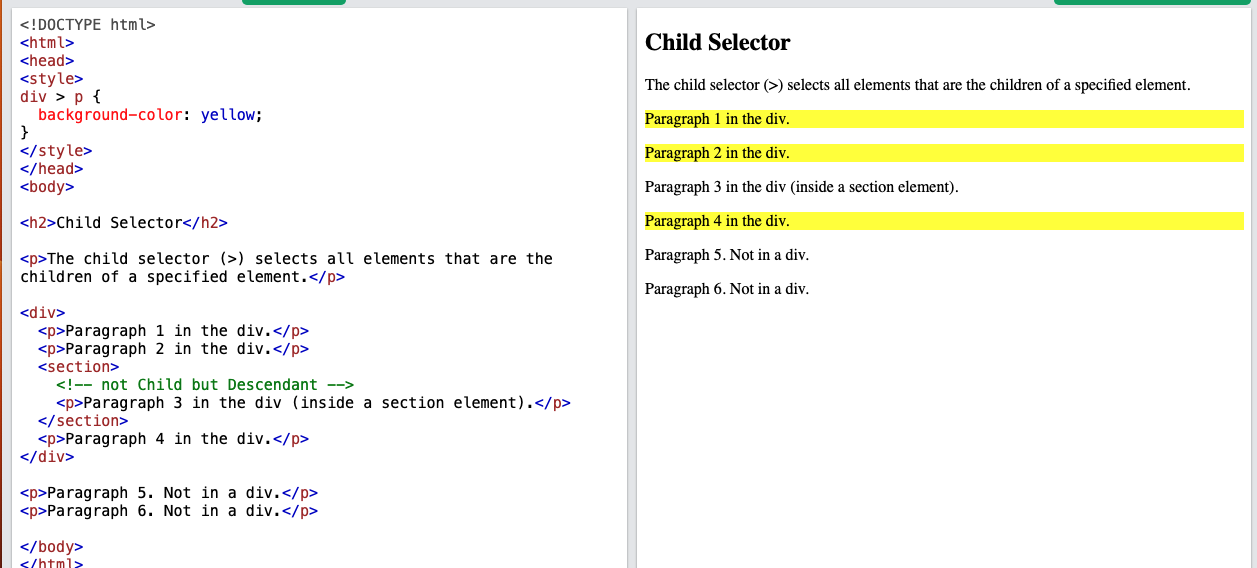 <!DOCTYPE html>
<html>
<head>
<style>
div > p {
  background-color: yellow;
}
</style>
</head>
<body>
<h2>Child Selector</h2>
<p>The child selector (>) selects all elements that are the
children of a specified element.</p>
<div>
  <p>Paragraph 1 in the div.</p>
  <p>Paragraph 2 in the div.</p>
  <section>
    <!-- not Child but Descendant -->
    <p>Paragraph 3 in the div (inside a section element).</p>
  </section>
  <p>Paragraph 4 in the div.</p>
</div>
<p>Paragraph 5. Not in a div.</p>
<p>Paragraph 6. Not in a div.</p>
</body>
</html>
Child Selector
The child selector (>) selects all elements that are the children of a specified element.
Paragraph 1 in the div.
Paragraph 2 in the div.
Paragraph 3 in the div (inside a section element).
Paragraph 4 in the div.
Paragraph 5. Not in a div.
Paragraph 6. Not in a div.